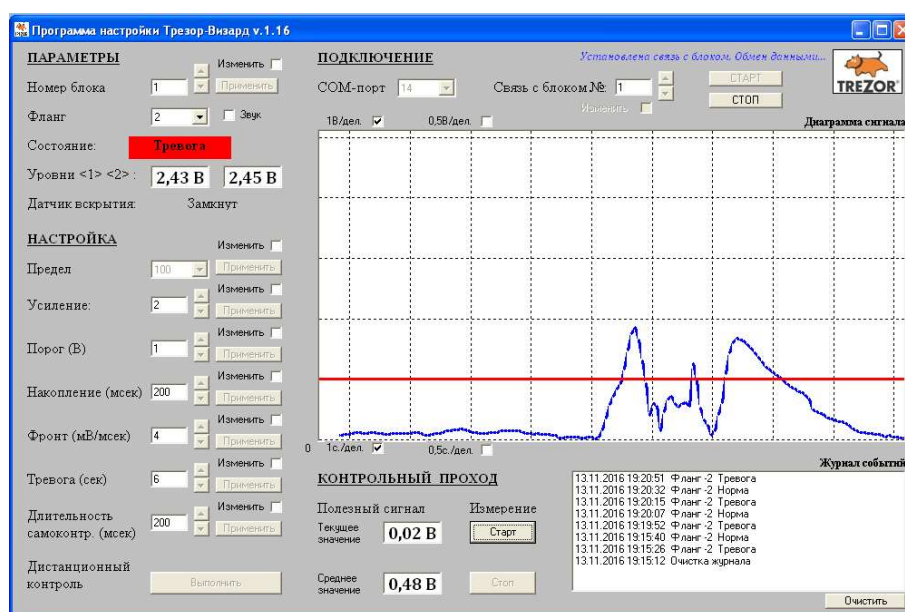 Программа настройки Трезор-Визард v.1.16
ПАРАМЕТРЫ
Изменить
Номер блока 1 Применить
Фланг 2 Звук
Состояние: Тревога
Уровни <1> <2> : 2,43 В 2,45 В
Датчик вскрытия: Замкнут
НАСТРОЙКА
Изменить
Предел 100 Применить
Изменить
Усиление: 2 Применить
Изменить
Порог (В) 1 Применить
Изменить
Накопление (мсек) 200 Применить
Изменить
Фронт (мВ/мсек) 4 Применить
Изменить
Тревога (сек) 6 Применить
Изменить
Длительность
самоконтр. (мсек) 200 Применить
Дистанционный
контроль Выполнить
ПОДКЛЮЧЕНИЕ
Установлено связь с блоком. Обмен данными...
COM-порт 14 Связь с блоком №: 1 СТАРТ
Изменить СТОП
TREZOR
1В/дел. 0,5В/дел. Диаграмма сигнала
0 1с./дел. 0,5с./дел.
КОНТРОЛЬНЫЙ ПРОХОД
Полезный сигнал Измерение
Текущее
значение 0,02 В Старт
Среднее
значение 0,48 В Стоп
Журнал событий
13.11.2016 19:20:51 Фланг -2 Тревога
13.11.2016 19:20:32 Фланг -2 Норма
13.11.2016 19:20:15 Фланг -2 Тревога
13.11.2016 19:20:07 Фланг -2 Норма
13.11.2016 19:19:52 Фланг -2 Тревога
13.11.2016 19:15:40 Фланг -2 Норма
13.11.2016 19:15:26 Фланг -2 Тревога
13.11.2016 19:15:12 Очистка журнала
Очистить